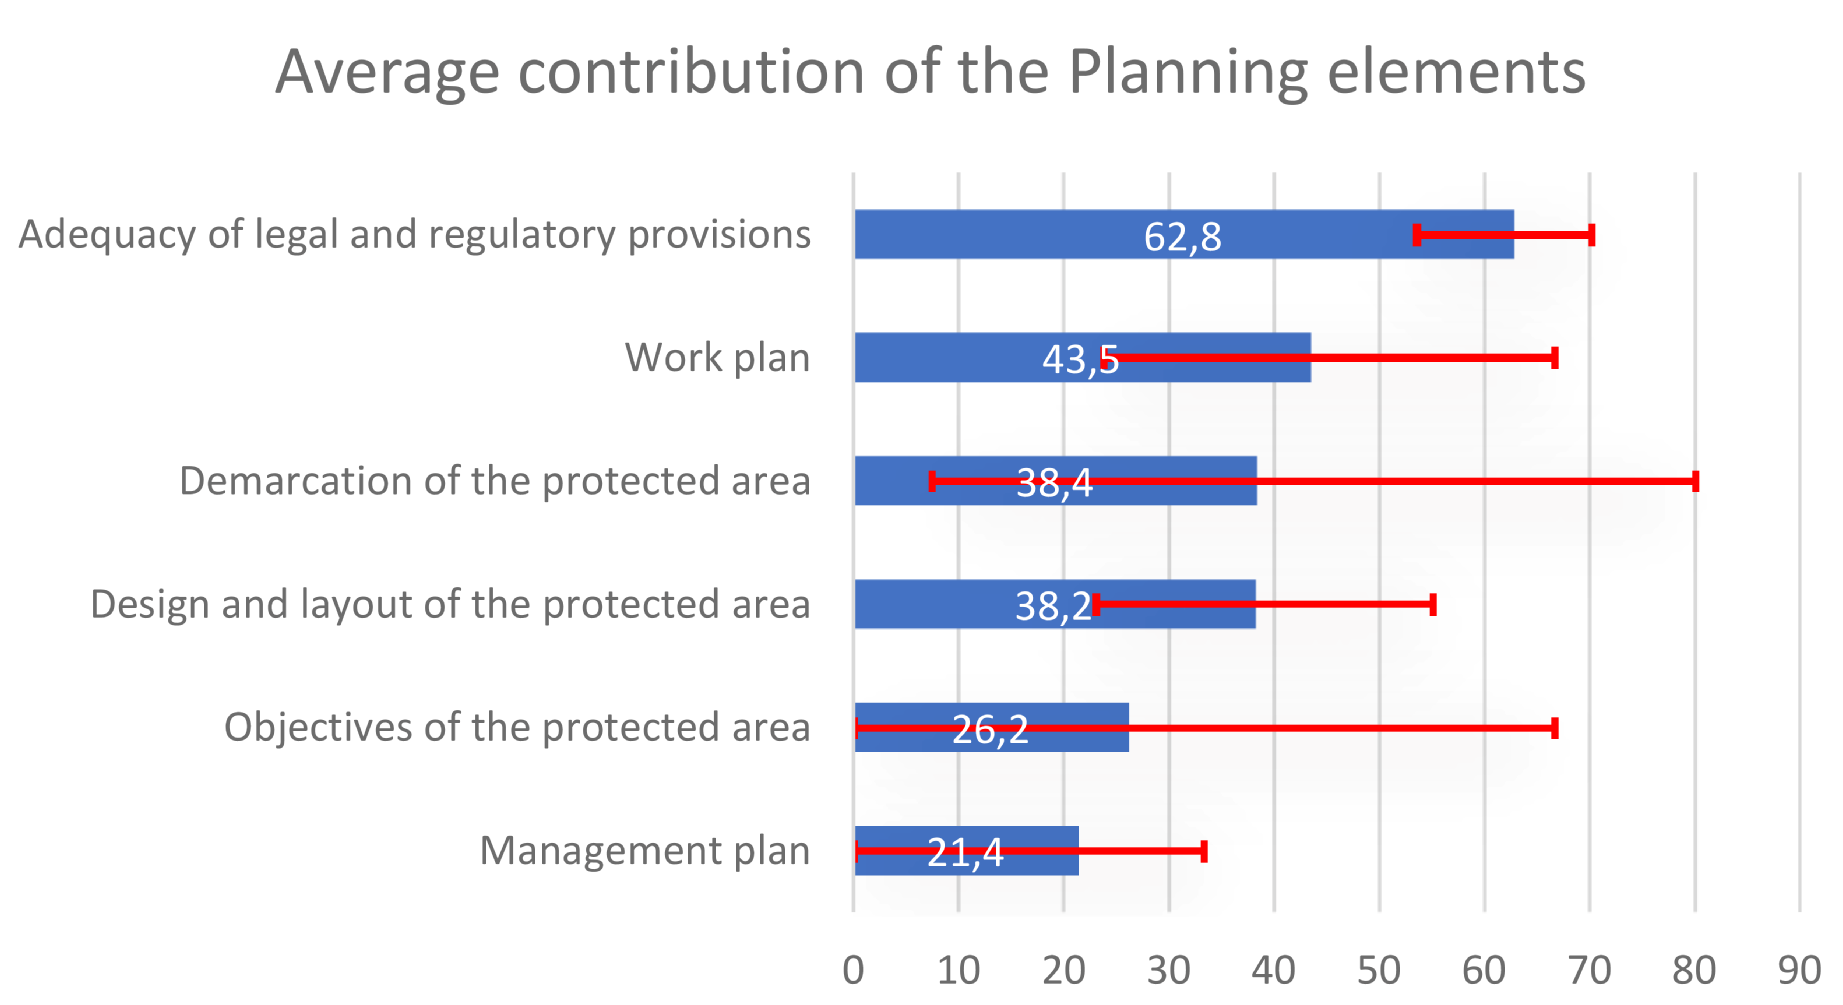 Average contribution of the Planning elements
Adequacy of legal and regulatory provisions
62,8
Work plan
43,5
Demarcation of the protected area
38,4
Design and layout of the protected area
38,2
Objectives of the protected area
26,2
Management plan
21,4
0 10 20 30 40 50 60 70 80 90